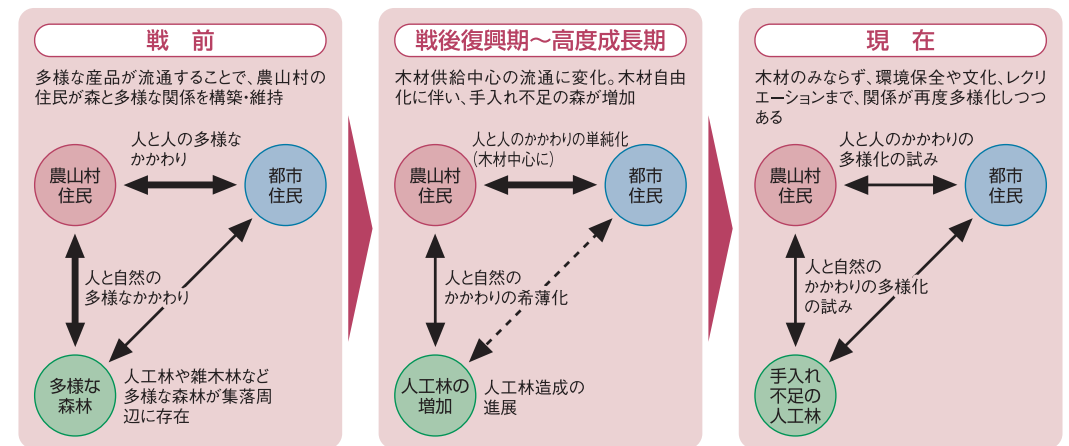 戦　前
多様な産品が流通することで、農山村の
住民が森と多様な関係を構築・維持
人と人の多様な
かかわり
農山村
住民
都市
住民
人と自然の
多様なかかわり
多様な
森林
人工林や雑木林など
多様な森林が集落周
辺に存在
戦後復興期〜高度成長期
木材供給中心の流通に変化。木材自由
化に伴い、手入れ不足の森が増加
人と人のかかわりの単純化
(木材中心に)
農山村
住民
都市
住民
人と自然の
かかわりの希薄化
人工林の
増加
人工林造成の
進展
現　在
木材のみならず、環境保全や文化、レクリ
エーションまで、関係が再度多様化しつつ
ある
人と人のかかわりの
多様化の試み
農山村
住民
都市
住民
人と自然の
かかわりの多様化
の試み
手入れ
不足の
人工林